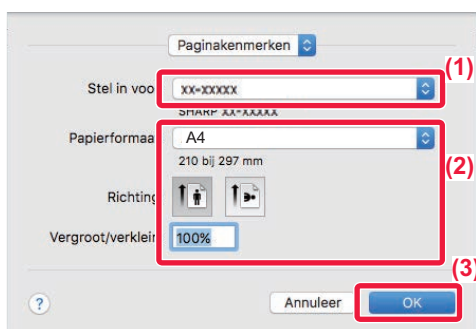 Paginakenmerken
(1)
Stel in voo xx-xxxxx
SHARP xx-xxxxx
Papierformaa A4
210 bij 297 mm
(2)
Richting
Vergroot/verklein 100%
(3)
? Annuleer OK